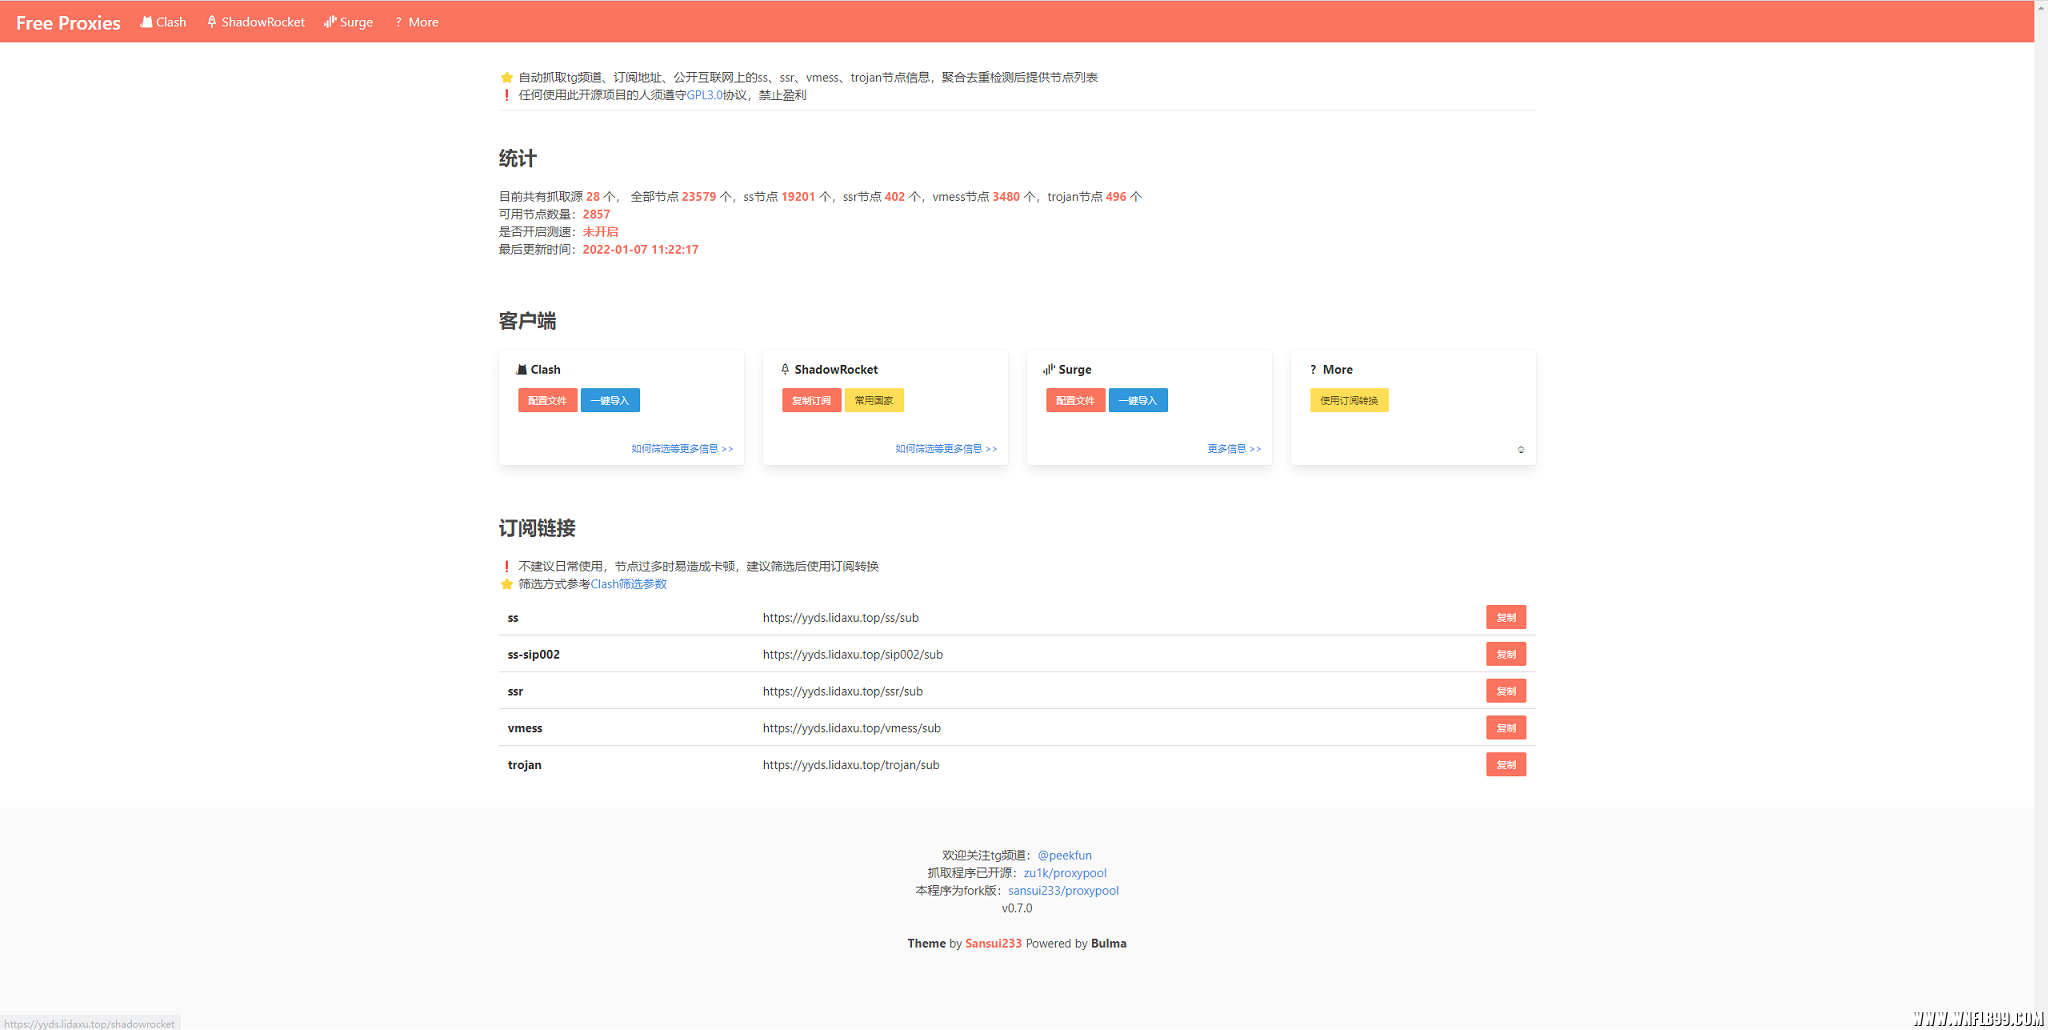 Free Proxies Clash ShadowRocket Surge ? More
⭐ 自动抓取tg频道、订阅地址、公开互联网上的ss、ssr、vmess、trojan节点信息，聚合去重检测后提供节点列表
❗ 任何使用此开源项目的人须遵守GPL3.0协议，禁止盈利
统计
目前共有抓取源 28 个， 全部节点 23579 个，ss节点 19201 个，ssr节点 402 个，vmess节点 3480 个，trojan节点 496 个
可用节点数量：2857
是否开启测速：未开启
最后更新时间：2022-01-07 11:22:17
客户端
Clash
配置文件 一键导入
如何筛选等更多信息 >>
ShadowRocket
复制订阅 常用国家
如何筛选等更多信息 >>
Surge
配置文件 一键导入
更多信息 >>
? More
使用订阅转换
☺
订阅链接
❗ 不建议日常使用，节点过多时易造成卡顿，建议筛选后使用订阅转换
⭐ 筛选方式参考Clash筛选参数
ss https://yyds.lidaxu.top/ss/sub 复制
ss-sip002 https://yyds.lidaxu.top/sip002/sub 复制
ssr https://yyds.lidaxu.top/ssr/sub 复制
vmess https://yyds.lidaxu.top/vmess/sub 复制
trojan https://yyds.lidaxu.top/trojan/sub 复制
欢迎关注tg频道：@peekfun
抓取程序已开源：zu1k/proxypool
本程序为fork版：sansui233/proxypool
v0.7.0
Theme by Sansui233 Powered by Bulma
https://yyds.lidaxu.top/shadowrocket
WWW.WNFLB99.COM